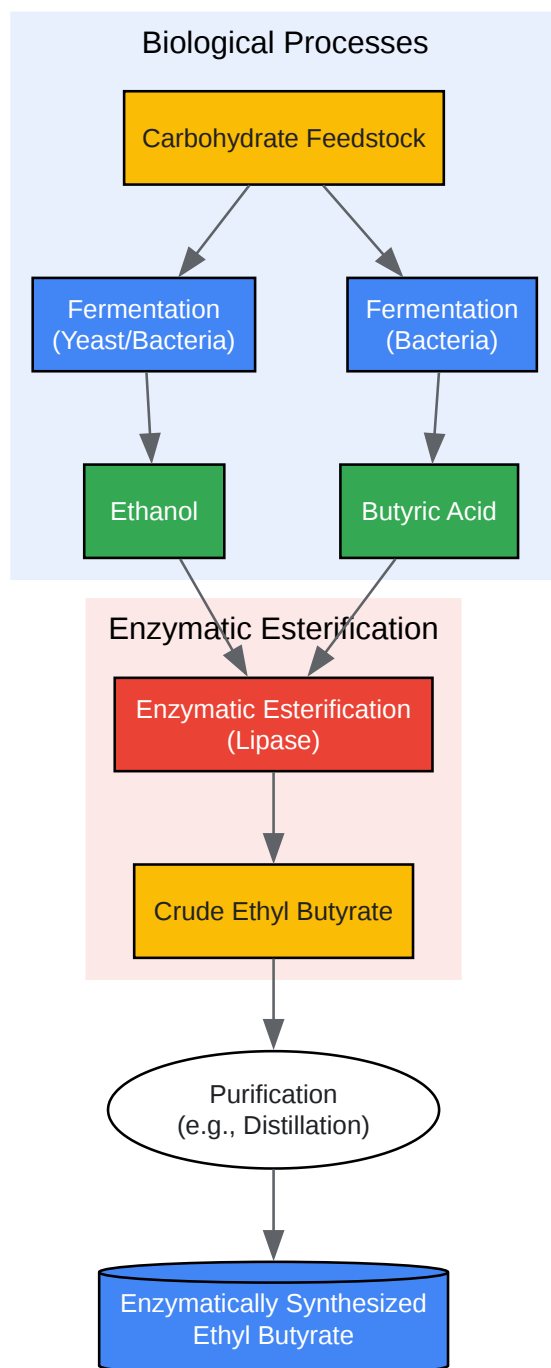 Biological Processes
Carbohydrate Feedstock
Fermentation
(Yeast/Bacteria)
Fermentation
(Bacteria)
Ethanol
Butyric Acid
Enzymatic Esterification
Enzymatic Esterification
(Lipase)
Crude Ethyl Butyrate
Purification
(e.g., Distillation)
Enzymatically Synthesized
Ethyl Butyrate